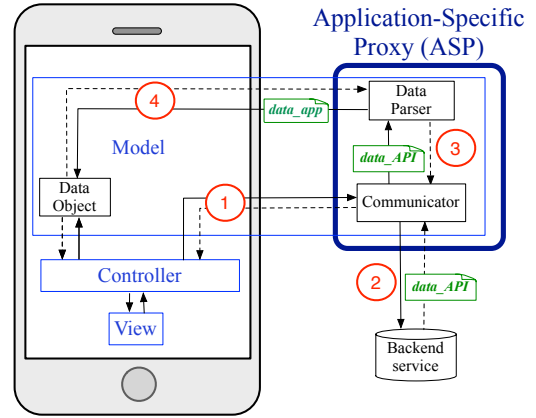 Application-Specific
Proxy (ASP)
Data
Parser
4
data_app
3
Model
data_API
Data
Object
1
Communicator
Controller
2
data_API
View
Backend
service